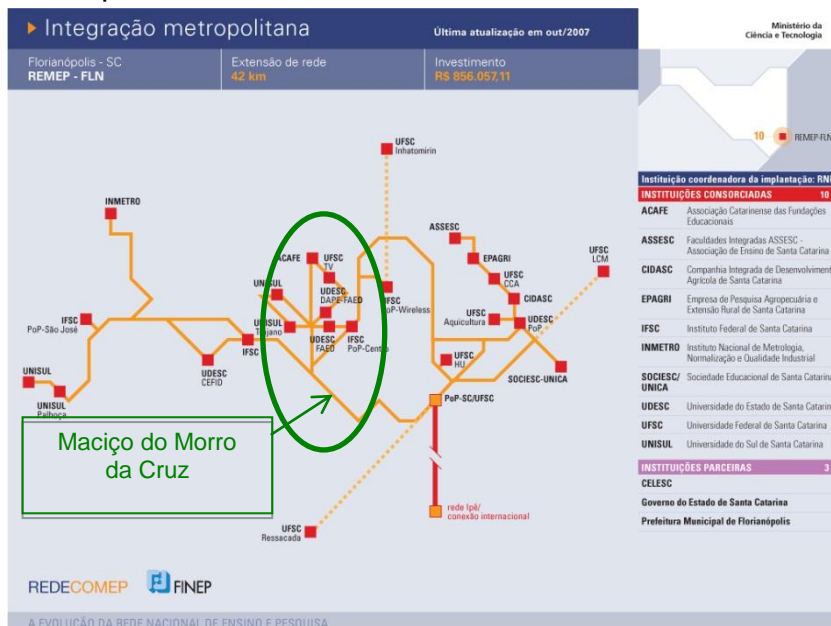 Integração metropolitana
Última atualização em out/2007
Ministério da
Ciência e Tecnologia
Florianópolis - SC
REMEP - FLN
Extensão de rede
42 km
Investimento
R$ 856.057,11
10
REMEP-FLN
Instituição coordenadora da implantação: RNP
INSTITUIÇÕES CONSORCIADAS 10
ACAFE Associação Catarinense das Fundações
Educacionais
ASSESC Faculdades Integradas ASSESC -
Associação de Ensino de Santa Catarina
CIDASC Companhia Integrada de Desenvolviment
Agrícola de Santa Catarina
EPAGRI Empresa de Pesquisa Agropecuária e
Extensão Rural de Santa Catarina
IFSC Instituto Federal de Santa Catarina
INMETRO Instituto Nacional de Metrologia,
Normalização e Qualidade Industrial
SOCIESC/ Sociedade Educacional de Santa Catarina
UNICA
UDESC Universidade do Estado de Santa Catarin
UFSC Universidade Federal de Santa Catarina
UNISUL Universidade do Sul de Santa Catarina
INSTITUIÇÕES PARCEIRAS 3
CELESC
Governo do Estado de Santa Catarina
Prefeitura Municipal de Florianópolis
UFSC
Inhatomirin
INMETRO
ASSESC
ACAFE
UFSC
TV
EPAGRI
UFSC
LCM
UFSC
CCA
UNISUL
UDESC
DAPE-FAED
UFSC
PoP-Wireless
CIDASC
IFSC
PoP-São José
UNISUL
Trajano
UFSC
Aquicultura
UDESC
PoP
IFSC
UDESC
FAED
IFSC
PoP-Centro
UFSC
HU
UNISUL
UDESC
CEFID
SOCIESC-UNICA
UNISUL
Palhoça
PoP-SC/UFSC
Maciço do Morro
da Cruz
rede Ipê/
conexão internacional
UFSC
Ressacada
REDECOMEP
FINEP
A EVOLUÇÃO DA REDE NACIONAL DE ENSINO E PESQUISA